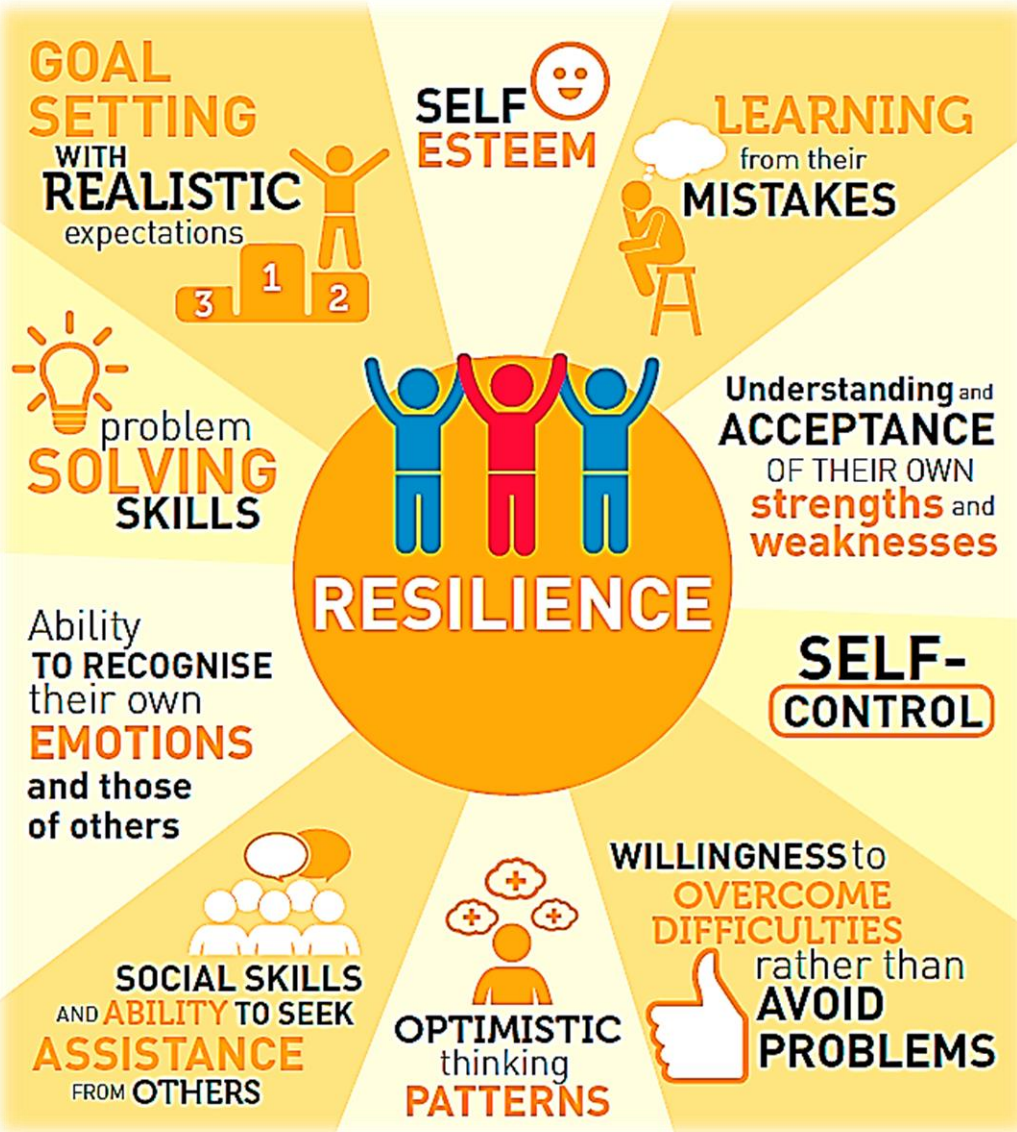 GOAL
SETTING
WITH
REALISTIC
expectations
1
2
3
SELF
ESTEEM
LEARNING
from their
MISTAKES
Understanding and
ACCEPTANCE
OF THEIR OWN
strengths and
weaknesses
SELF-
CONTROL
WILLINGNESS to
OVERCOME
DIFFICULTIES
rather than
AVOID
PROBLEMS
OPTIMISTIC
thinking
PATTERNS
SOCIAL SKILLS
AND ABILITY TO SEEK
ASSISTANCE
FROM OTHERS
Ability
TO RECOGNISE
their own
EMOTIONS
and those
of others
problem
SOLVING
SKILLS
RESILIENCE